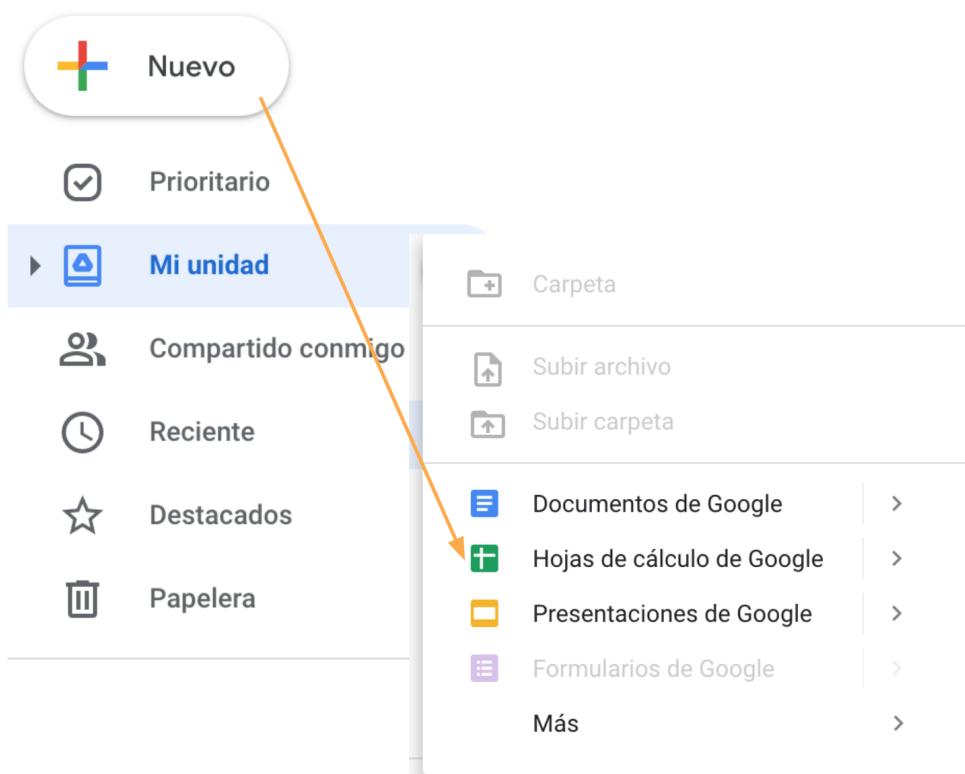 Nuevo
Prioritario
Mi unidad
Compartido conmigo
Reciente
Destacados
Papelera
Carpeta
Subir archivo
Subir carpeta
Documentos de Google
Hojas de cálculo de Google
Presentaciones de Google
Formularios de Google
Más